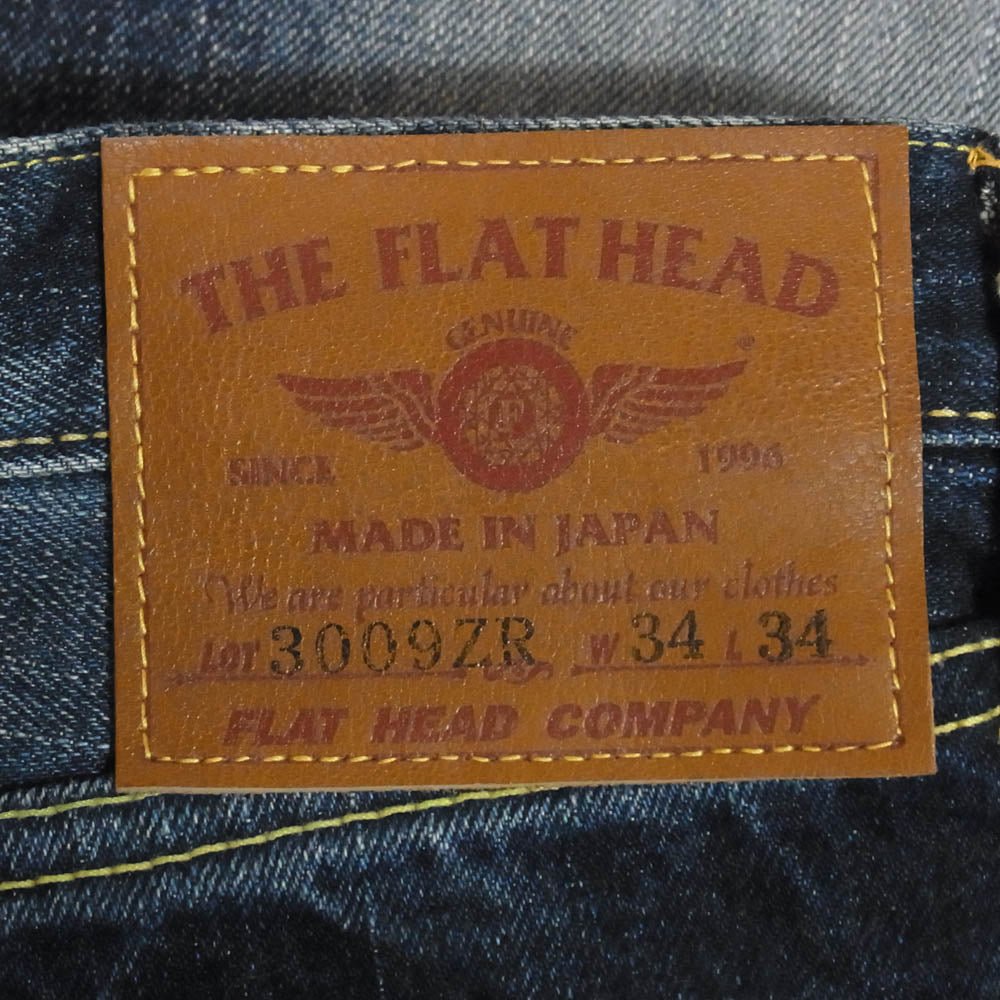 THE FLAT HEAD
GENUINE
®
F
SINCE 1996
MADE IN JAPAN
We are particular about our clothes
LOT 3009ZR W 34 L 34
FLAT HEAD COMPANY